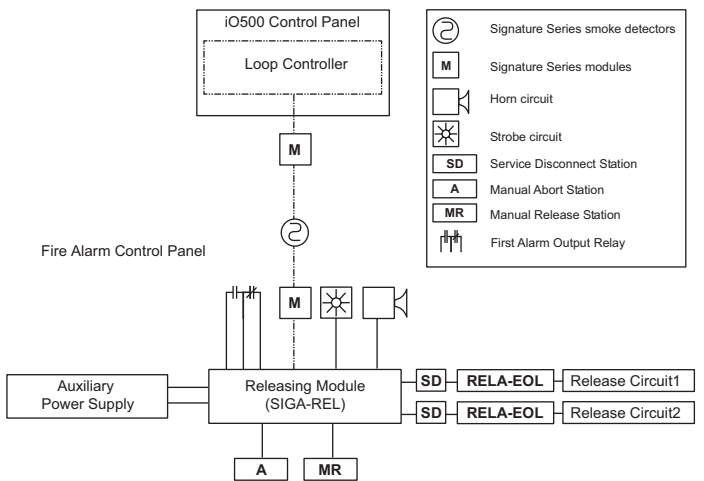 iO500 Control Panel
Loop Controller
M
Signature Series smoke detectors
M
Signature Series modules
Horn circuit
Strobe circuit
SD
Service Disconnect Station
A
Manual Abort Station
MR
Manual Release Station
First Alarm Output Relay
Fire Alarm Control Panel
M
Auxiliary
Power Supply
Releasing Module
(SIGA-REL)
SD
RELA-EOL
Release Circuit1
SD
RELA-EOL
Release Circuit2
A
MR